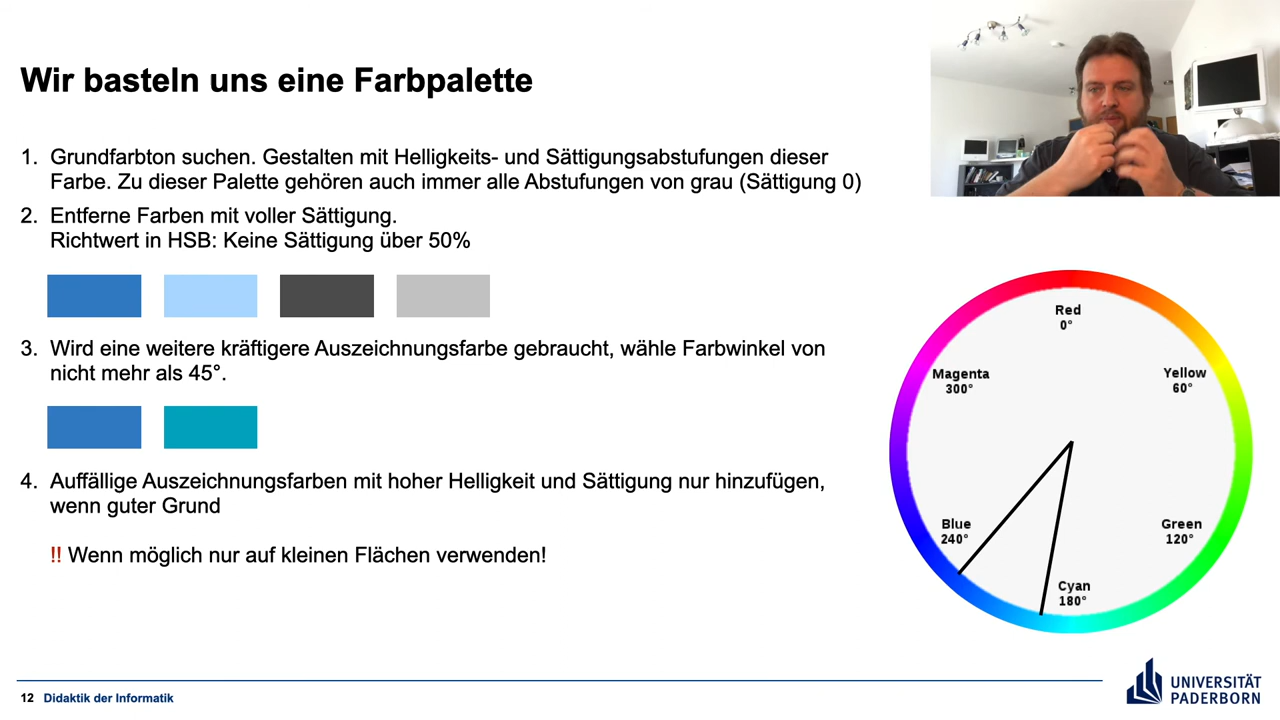 Wir basteln uns eine Farbpalette
1. Grundfarbton suchen. Gestalten mit Helligkeits- und Sättigungsabstufungen dieser
Farbe. Zu dieser Palette gehören auch immer alle Abstufungen von grau (Sättigung 0)
2. Entferne Farben mit voller Sättigung.
Richtwert in HSB: Keine Sättigung über 50%
3. Wird eine weitere kräftigere Auszeichnungsfarbe gebraucht, wähle Farbwinkel von
nicht mehr als 45°.
4. Auffällige Auszeichnungsfarben mit hoher Helligkeit und Sättigung nur hinzufügen,
wenn guter Grund
!! Wenn möglich nur auf kleinen Flächen verwenden!
Red
0°
Magenta
300°
Yellow
60°
Blue
240°
Green
120°
Cyan
180°
12 Didaktik der Informatik
UNIVERSITÄT
PADERBORN